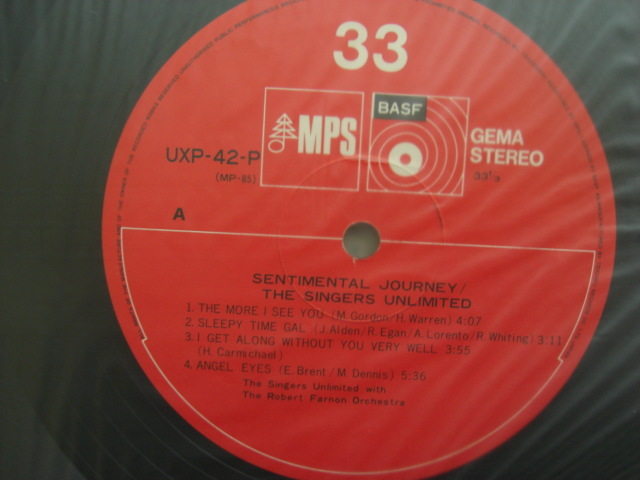 33
MPS
BASF
GEMA
STEREO
33⅓
UXP-42-P
(MP-85)
A
SENTIMENTAL JOURNEY/
THE SINGERS UNLIMITED
1. THE MORE I SEE YOU (M.Gordon/H.Warren) 4:07
2. SLEEPY TIME GAL (J.Alden/R.Egan/A.Lorento/R.Whiting) 3:11
3. I GET ALONG WITHOUT YOU VERY WELL 3:55
(H.Carmichael)
4. ANGEL EYES (E.Brent/M.Dennis) 5:36
The Singers Unlimited with
The Robert Farnon Orchestra